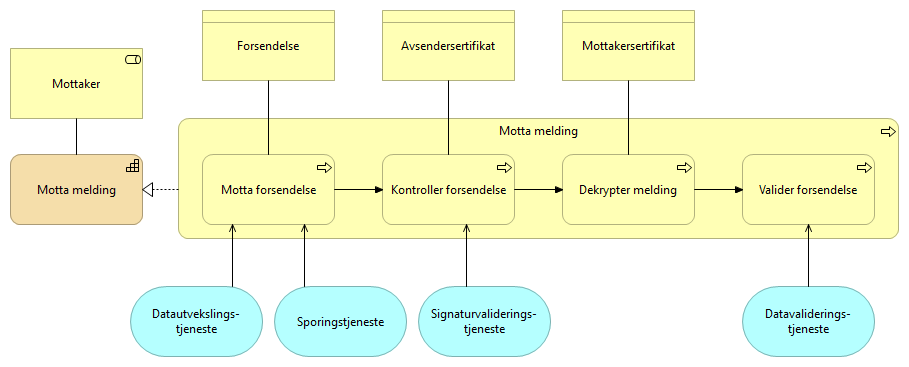 Forsendelse
Avsendersertifikat
Mottakersertifikat
Mottaker
Motta melding
Motta melding
Motta forsendelse
Kontroller forsendelse
Dekrypter melding
Valider forsendelse
Datautvekslings-
tjeneste
Sporingstjeneste
Signaturvaliderings-
tjeneste
Datavaliderings-
tjeneste